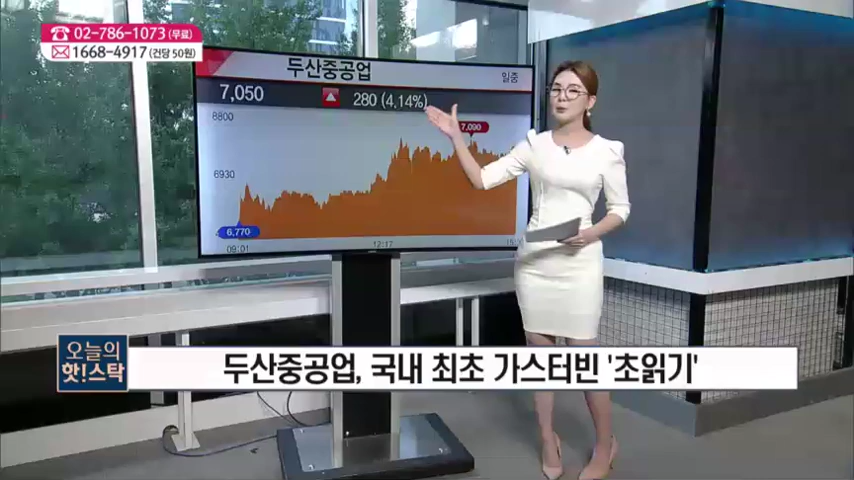 ☎ 02-786-1073 (무료)
✉ 1668-4917 (건당 50원)
두산중공업
일중
7,050 ▲ 280 (4,14%)
8800
7,090
6930
6,770
09:01 12:17
오늘의
핫!스탁
두산중공업, 국내 최초 가스터빈 '초읽기'